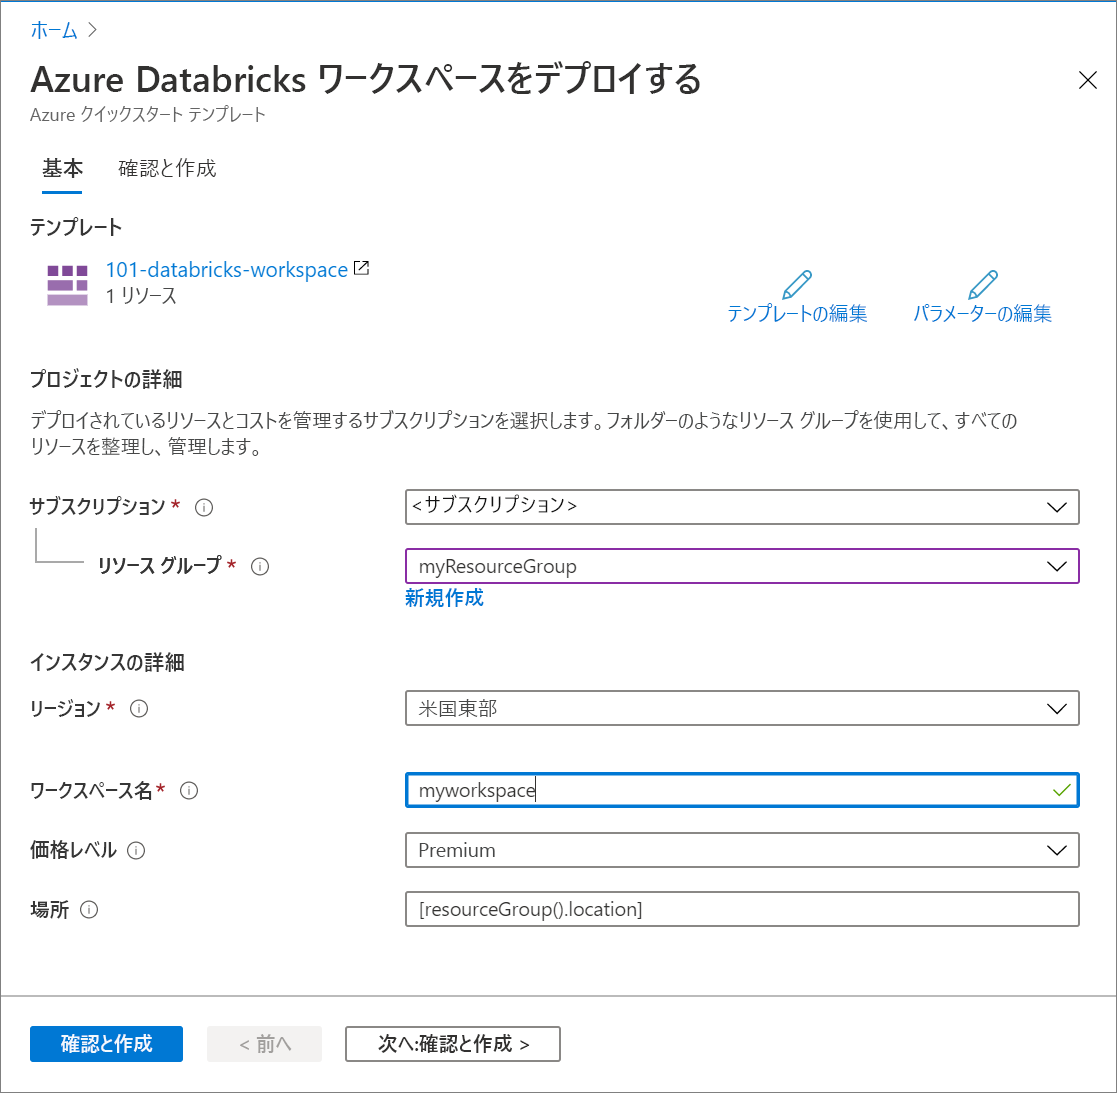 ホーム >
Azure Databricks ワークスペースをデプロイする
Azure クイックスタート テンプレート
基本 確認と作成
テンプレート
101-databricks-workspace
1 リソース
テンプレートの編集 パラメーターの編集
プロジェクトの詳細
デプロイされているリソースとコストを管理するサブスクリプションを選択します。フォルダーのようなリソース グループを使用して、すべての
リソースを整理し、管理します。
サブスクリプション * <サブスクリプション>
リソース グループ * myResourceGroup
新規作成
インスタンスの詳細
リージョン * 米国東部
ワークスペース名 * myworkspace
価格レベル Premium
場所 [resourceGroup().location]
確認と作成 < 前へ 次へ:確認と作成 >